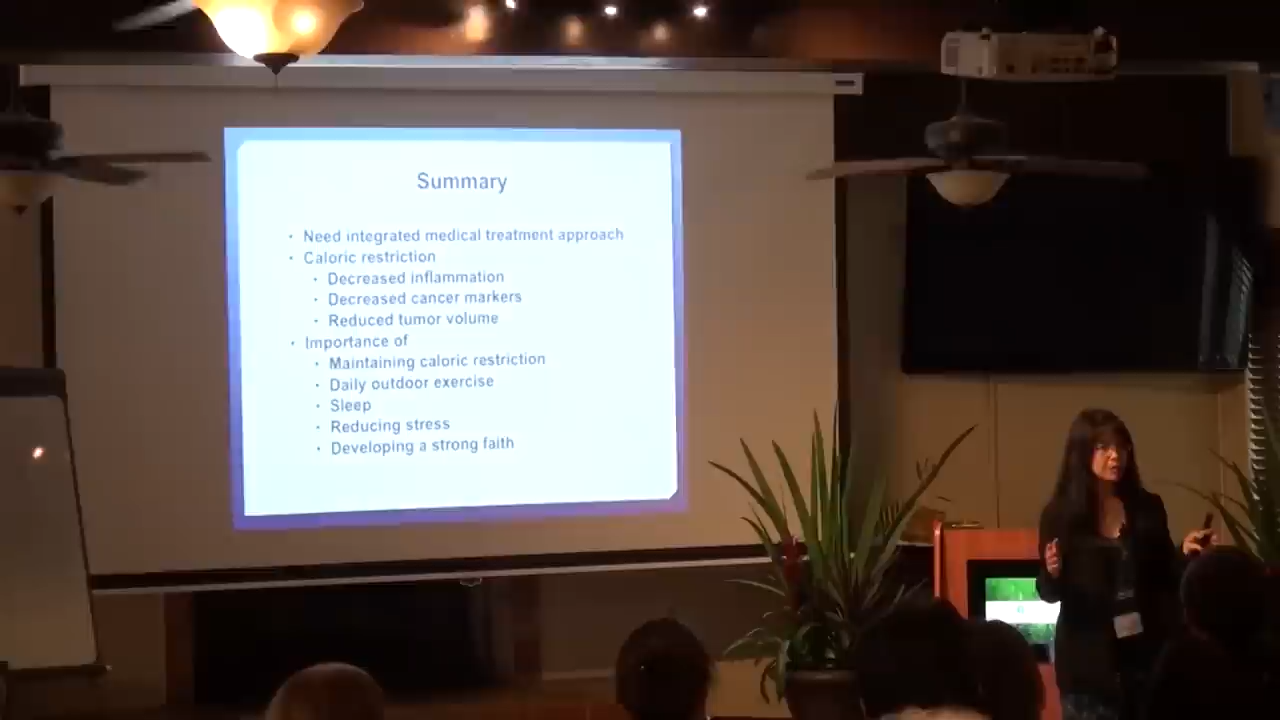 Summary
· Need integrated medical treatment approach
· Caloric restriction
· Decreased inflammation
· Decreased cancer markers
· Reduced tumor volume
· Importance of
· Maintaining caloric restriction
· Daily outdoor exercise
· Sleep
· Reducing stress
· Developing a strong faith